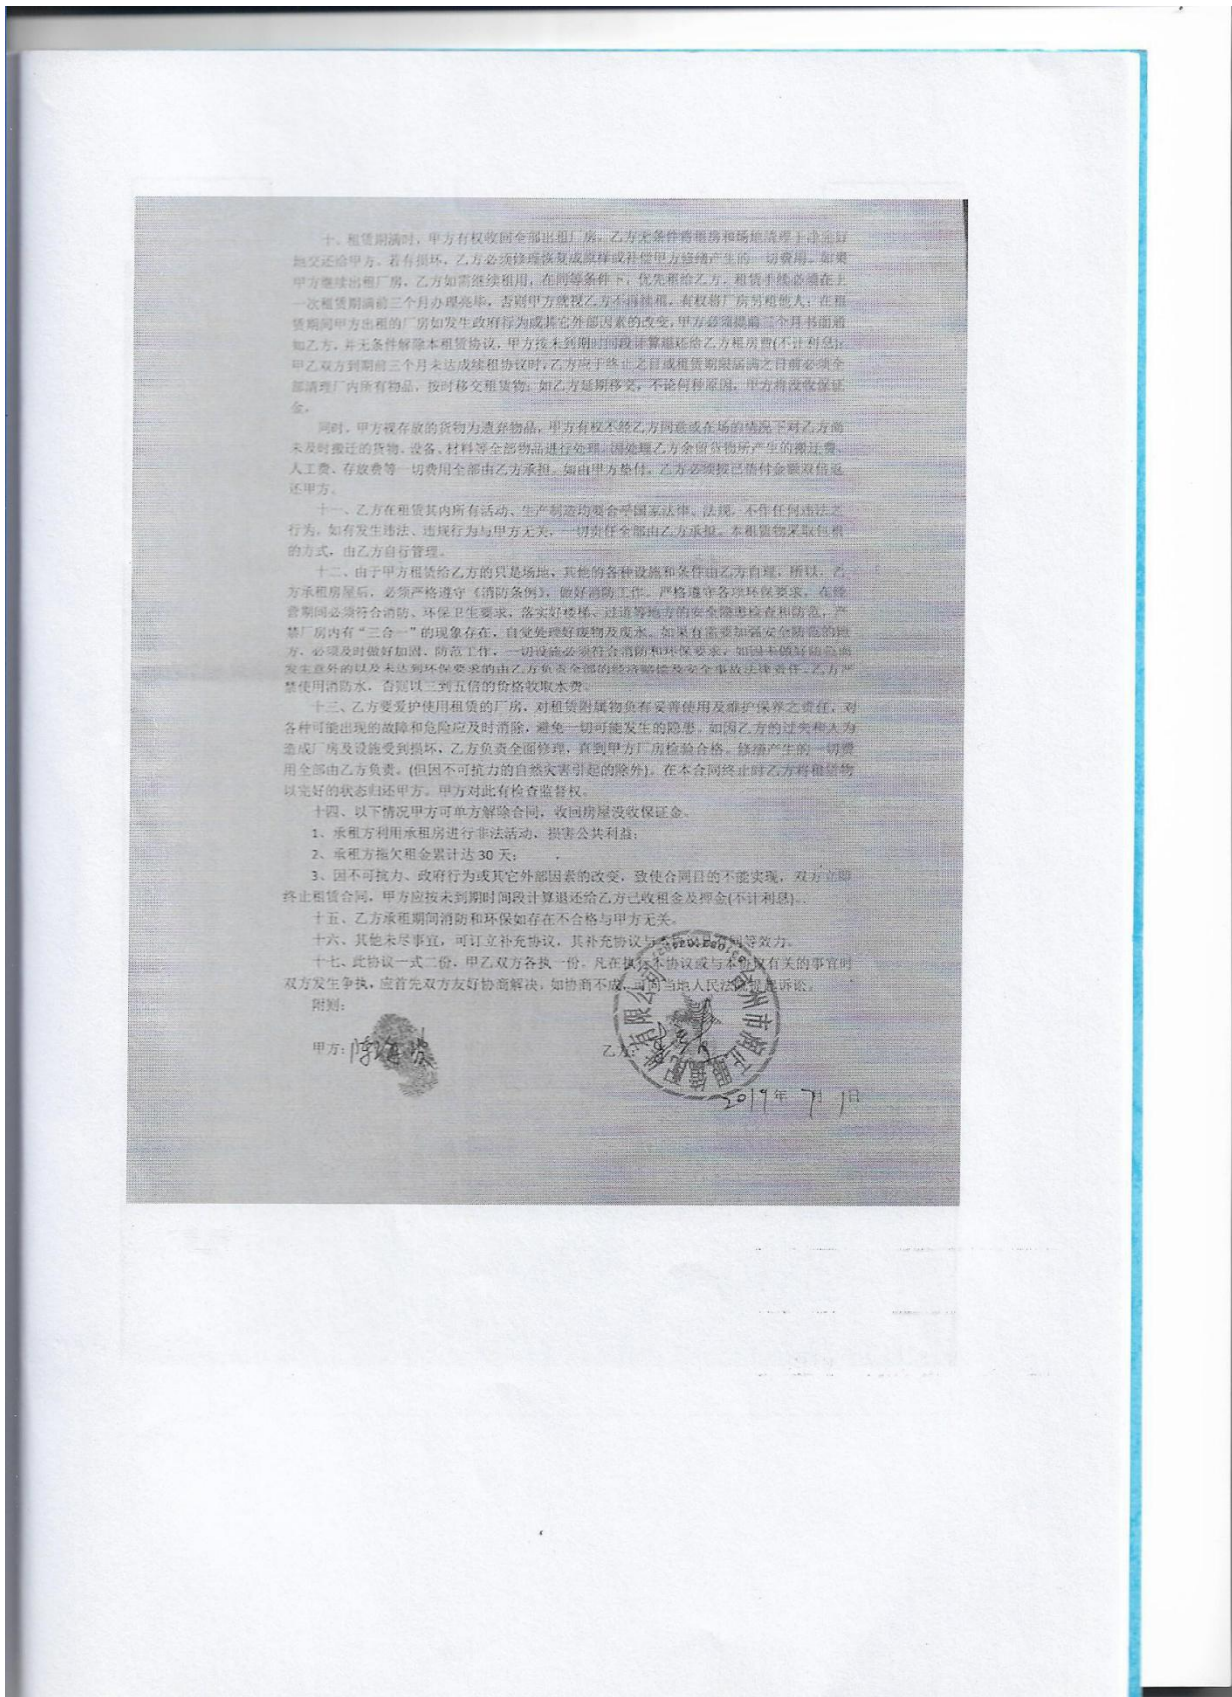 十、租赁期满时，甲方有权收回全部出租厂房，乙方无条件将租房和场地清理干净完好
地交还给甲方。若有损坏，乙方必须修理恢复成原样或补偿甲方修缮产生的一切费用。如果
甲方继续出租厂房，乙方如需继续租用，在同等条件下，优先租给乙方，租赁手续必须在上
一次租赁期满前三个月办理完毕，否则甲方就视乙方不再续租，有权将厂房另租他人；在租
赁期间甲方出租的厂房如发生政府行为或其它外部因素的改变，甲方必须提前二个月书面通
知乙方，并无条件解除本租赁协议，甲方按未到期时间段计算退还给乙方租房费(不计利息);
甲乙双方到期前三个月未达成续租协议时，乙方应于终止之日或租赁期限届满之日前必须全
部清理厂内所有物品，按时移交租赁物；如乙方延期移交，不论何种原因，甲方将没收保证
金。
同时，甲方视存放的货物为遗弃物品，甲方有权不经乙方同意或在场的情况下对乙方尚
未及时搬迁的货物、设备、材料等全部物品进行处理。因处理乙方余留货物所产生的搬迁费、
人工费、存放费等一切费用全部由乙方承担。如由甲方垫付，乙方必须按已垫付金额双倍返
还甲方。
十一、乙方在租赁其内所有活动、生产制造均要合乎国家法律、法规，不作任何违法之
行为。如有发生违法、违规行为与甲方无关，一切责任全部由乙方承担。本租赁物采取包租
的方式，由乙方自行管理。
十二、由于甲方租赁给乙方的只是场地，其他的各种设施和条件由乙方自理，所以，乙
方承租房屋后，必须严格遵守《消防条例》，做好消防工作。严格遵守各项环保要求，在经
营期间必须符合消防、环保卫生要求，落实好楼梯、过道等地方的安全隐患检查和防范，严
禁厂房内有“三合一”的现象存在，自觉处理好废物及废水。如果有需要加强安全防范的地
方，必须及时做好加固、防范工作，一切设施必须符合消防和环保要求，如因未做好防范而
发生意外的以及未达到环保要求的由乙方负责全部的经济赔偿及安全事故法律责任。乙方严
禁使用消防水，否则以三到五倍的价格收取水费。
十三、乙方要爱护使用租赁的厂房，对租赁附属物负有妥善使用及维护保养之责任，对
各种可能出现的故障和危险应及时消除，避免一切可能发生的隐患。如因乙方的过失和人为
造成厂房及设施受到损坏，乙方负责全面修理，直到甲方厂房检验合格。修缮产生的一切费
用全部由乙方负责。(但因不可抗力的自然灾害引起的除外)。在本合同终止时乙方将租赁物
以完好的状态归还甲方。甲方对此有检查监督权。
十四、以下情况甲方可单方解除合同，收回房屋没收保证金。
1、承租方利用承租房进行非法活动，损害公共利益;
2、承租方拖欠租金累计达 30 天;
3、因不可抗力、政府行为或其它外部因素的改变，致使合同目的不能实现，双方立即
终止租赁合同，甲方应按未到期时间段计算退还给乙方已收租金及押金(不计利息)。
十五、乙方承租期间消防和环保如存在不合格与甲方无关。
十六、其他未尽事宜，可订立补充协议，其补充协议与本协议具有同等效力。
十七、此协议一式二份，甲乙双方各执一份，凡在执行本协议或与本协议有关的事宜时
双方发生争执，应首先双方友好协商解决，如协商不成，可向当地人民法院提起诉讼。
附则:
甲方: 乙方:
台州市 正眼镜配 有限公司
2019年 7月 1日